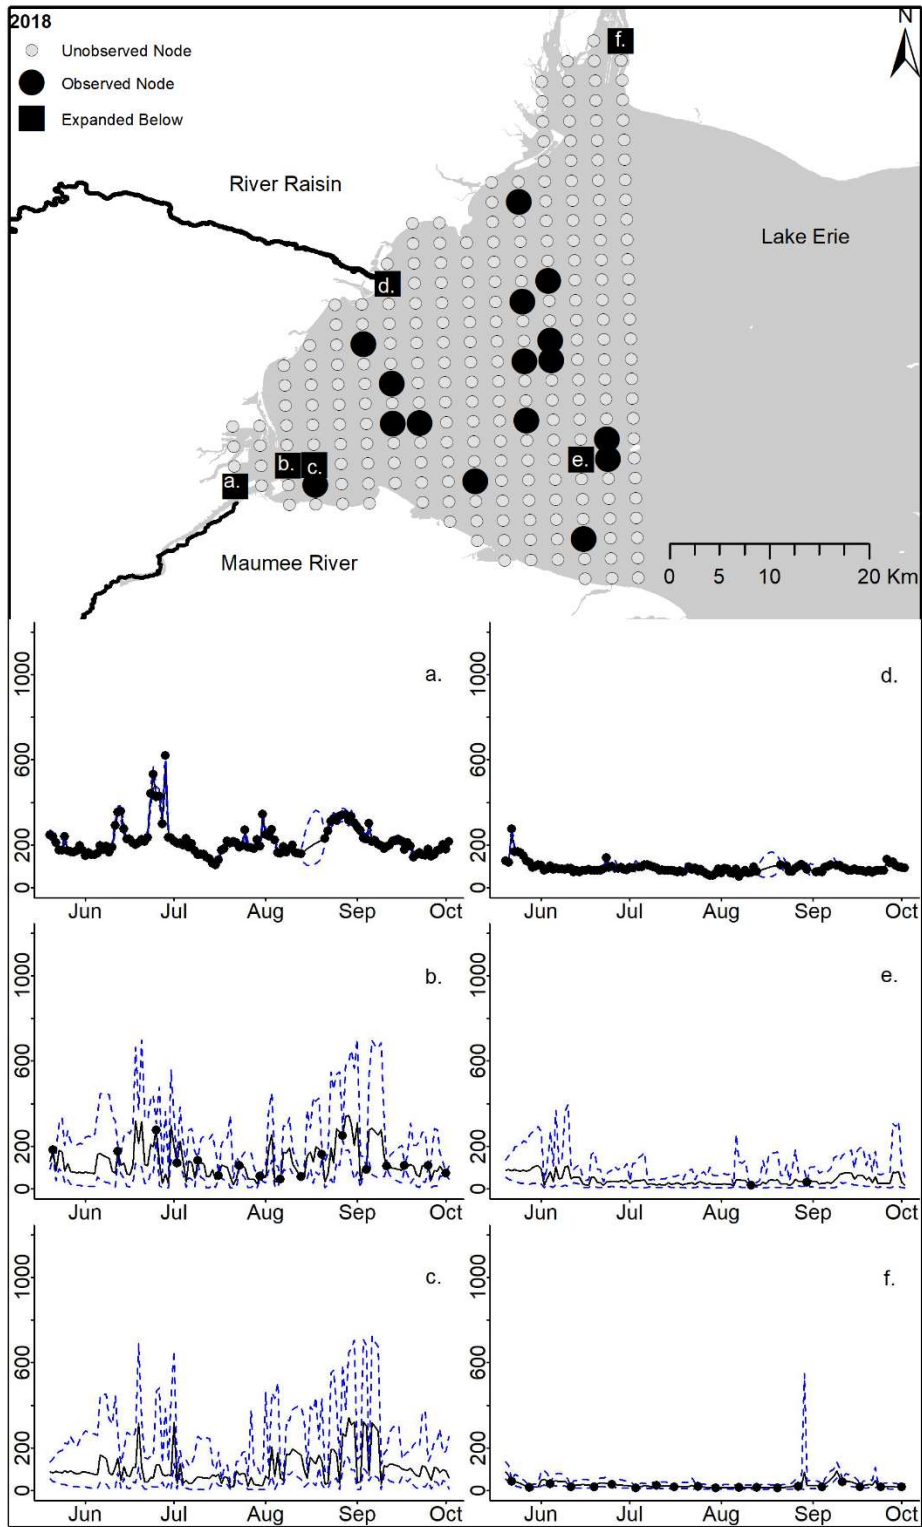 2018
N
Unobserved Node
Observed Node
Expanded Below
f.
River Raisin
Lake Erie
d.
b.
c.
e.
a.
Maumee River
0 5 10 20 Km
a.
1000
600
200
0
Jun Jul Aug Sep Oct
d.
1000
600
200
0
Jun Jul Aug Sep Oct
b.
1000
600
200
0
Jun Jul Aug Sep Oct
e.
1000
600
200
0
Jun Jul Aug Sep Oct
c.
1000
600
200
0
Jun Jul Aug Sep Oct
f.
1000
600
200
0
Jun Jul Aug Sep Oct